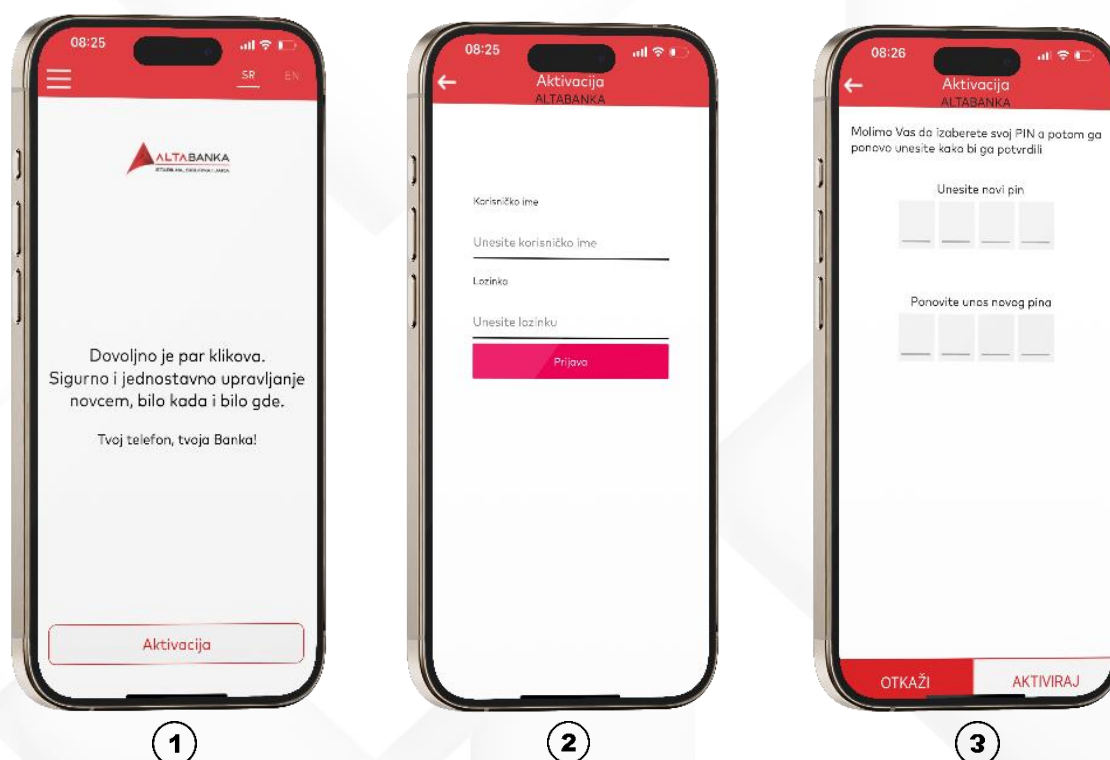 08:25
SR EN
ALTABANKA
STABILNA, SIGURNA I JAKA
Dovoljno je par klikova.
Sigurno i jednostavno upravljanje
novcem, bilo kada i bilo gde.
Tvoj telefon, tvoja Banka!
Aktivacija
1
08:25
Aktivacija
ALTABANKA
Korisničko ime
Unesite korisničko ime
Lozinka
Unesite lozinku
Prijava
2
08:26
Aktivacija
ALTABANKA
Molimo Vas da izaberete svoj PIN a potom ga
ponovo unesite kako bi ga potvrdili
Unesite novi pin
Ponovite unos novog pina
OTKAŽI AKTIVIRAJ
3